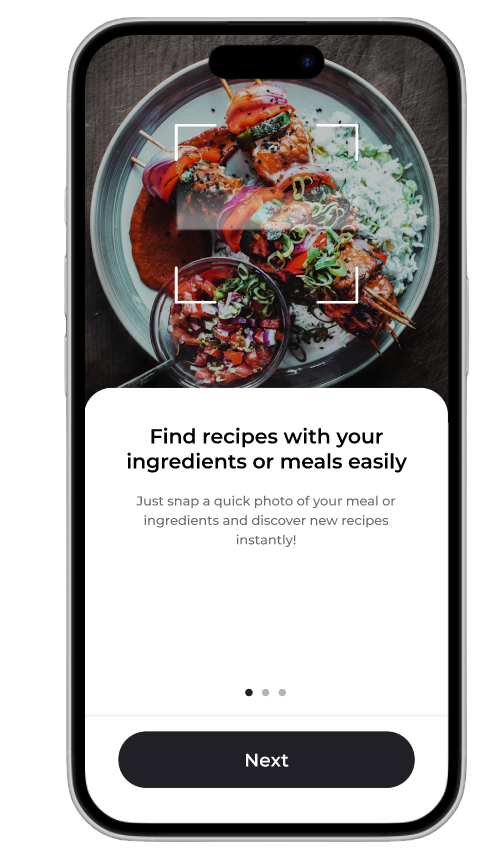 Find recipes with your
ingredients or meals easily
Just snap a quick photo of your meal or
ingredients and discover new recipes
instantly!
Next